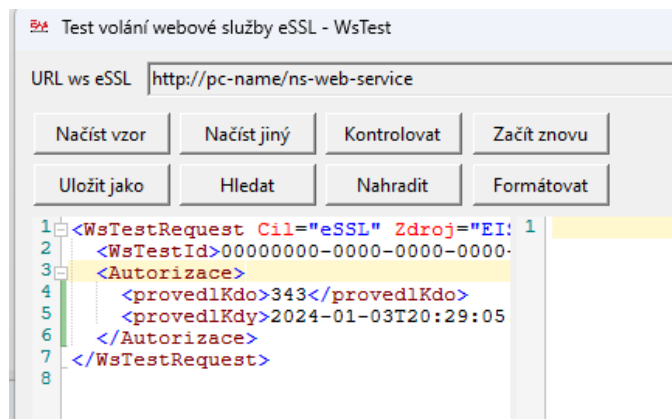 Test volání webové služby eSSL - WsTest
URL ws eSSL http://pc-name/ns-web-service
Načíst vzor Načíst jiný Kontrolovat Začít znovu
Uložit jako Hledat Nahradit Formátovat
1 <WsTestRequest Cil="eSSL" Zdroj="EIS 1
2 <WsTestId>00000000-0000-0000-0000-
3 <Autorizace>
4 <provedlKdo>343</provedlKdo>
5 <provedlKdy>2024-01-03T20:29:05
6 </Autorizace>
7 </WsTestRequest>
8